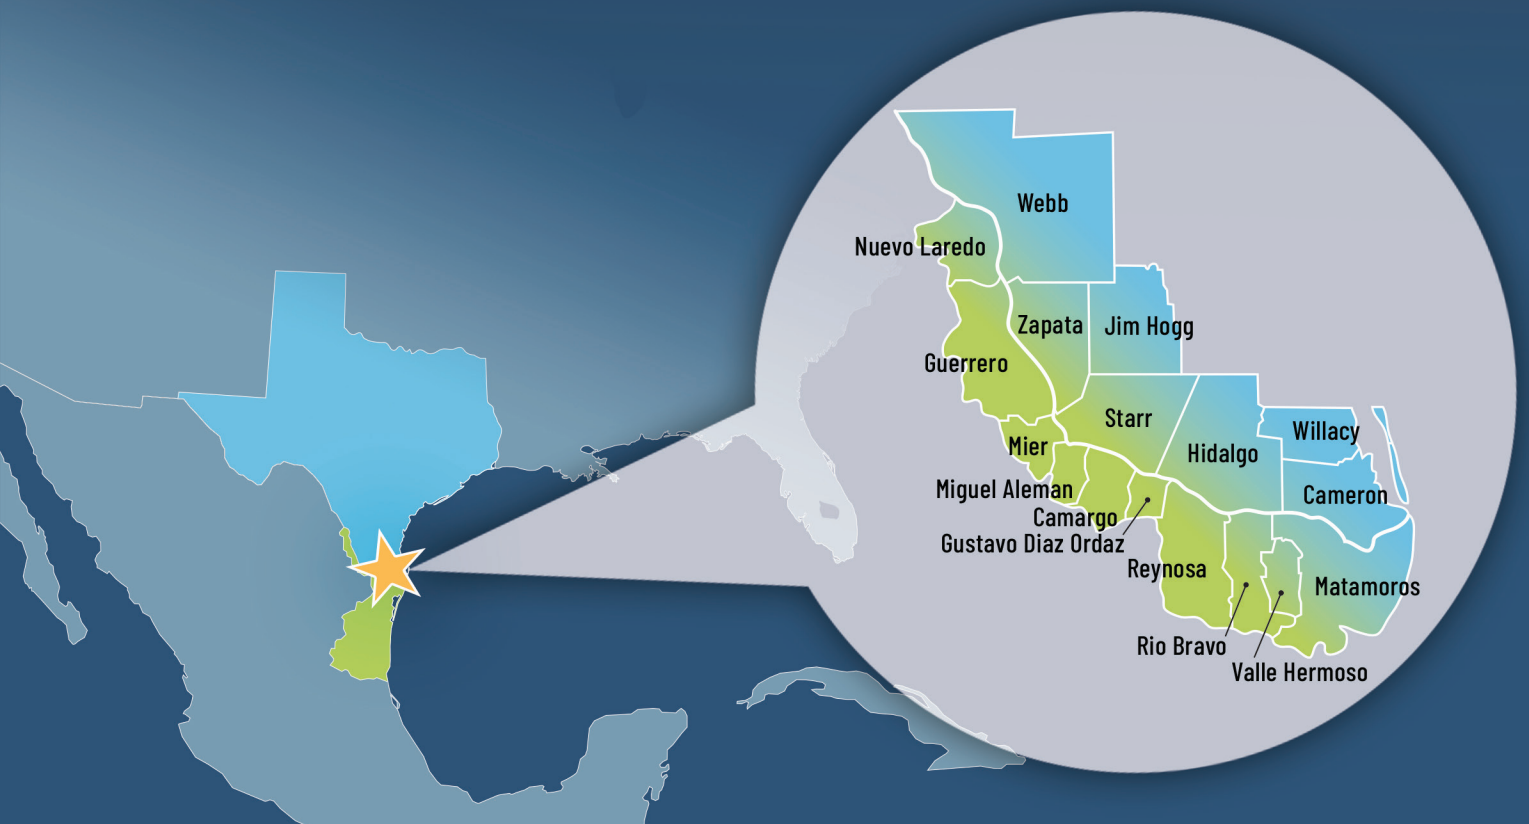 Webb
Nuevo Laredo
Zapata
Jim Hogg
Guerrero
Starr
Willacy
Mier
Hidalgo
Miguel Aleman
Cameron
Camargo
Gustavo Diaz Ordaz
Reynosa
Matamoros
Rio Bravo
Valle Hermoso